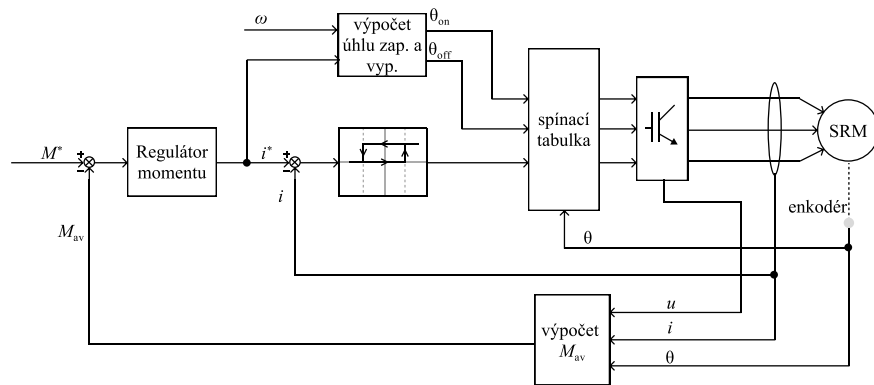 ω
výpočet
úhlu zap. a
vyp.
θon
θoff
spínací
tabulka
SRM
M*
+
−
Regulátor
momentu
i*
+
−
i
enkodér
Mav
θ
výpočet
Mav
u
i
θ